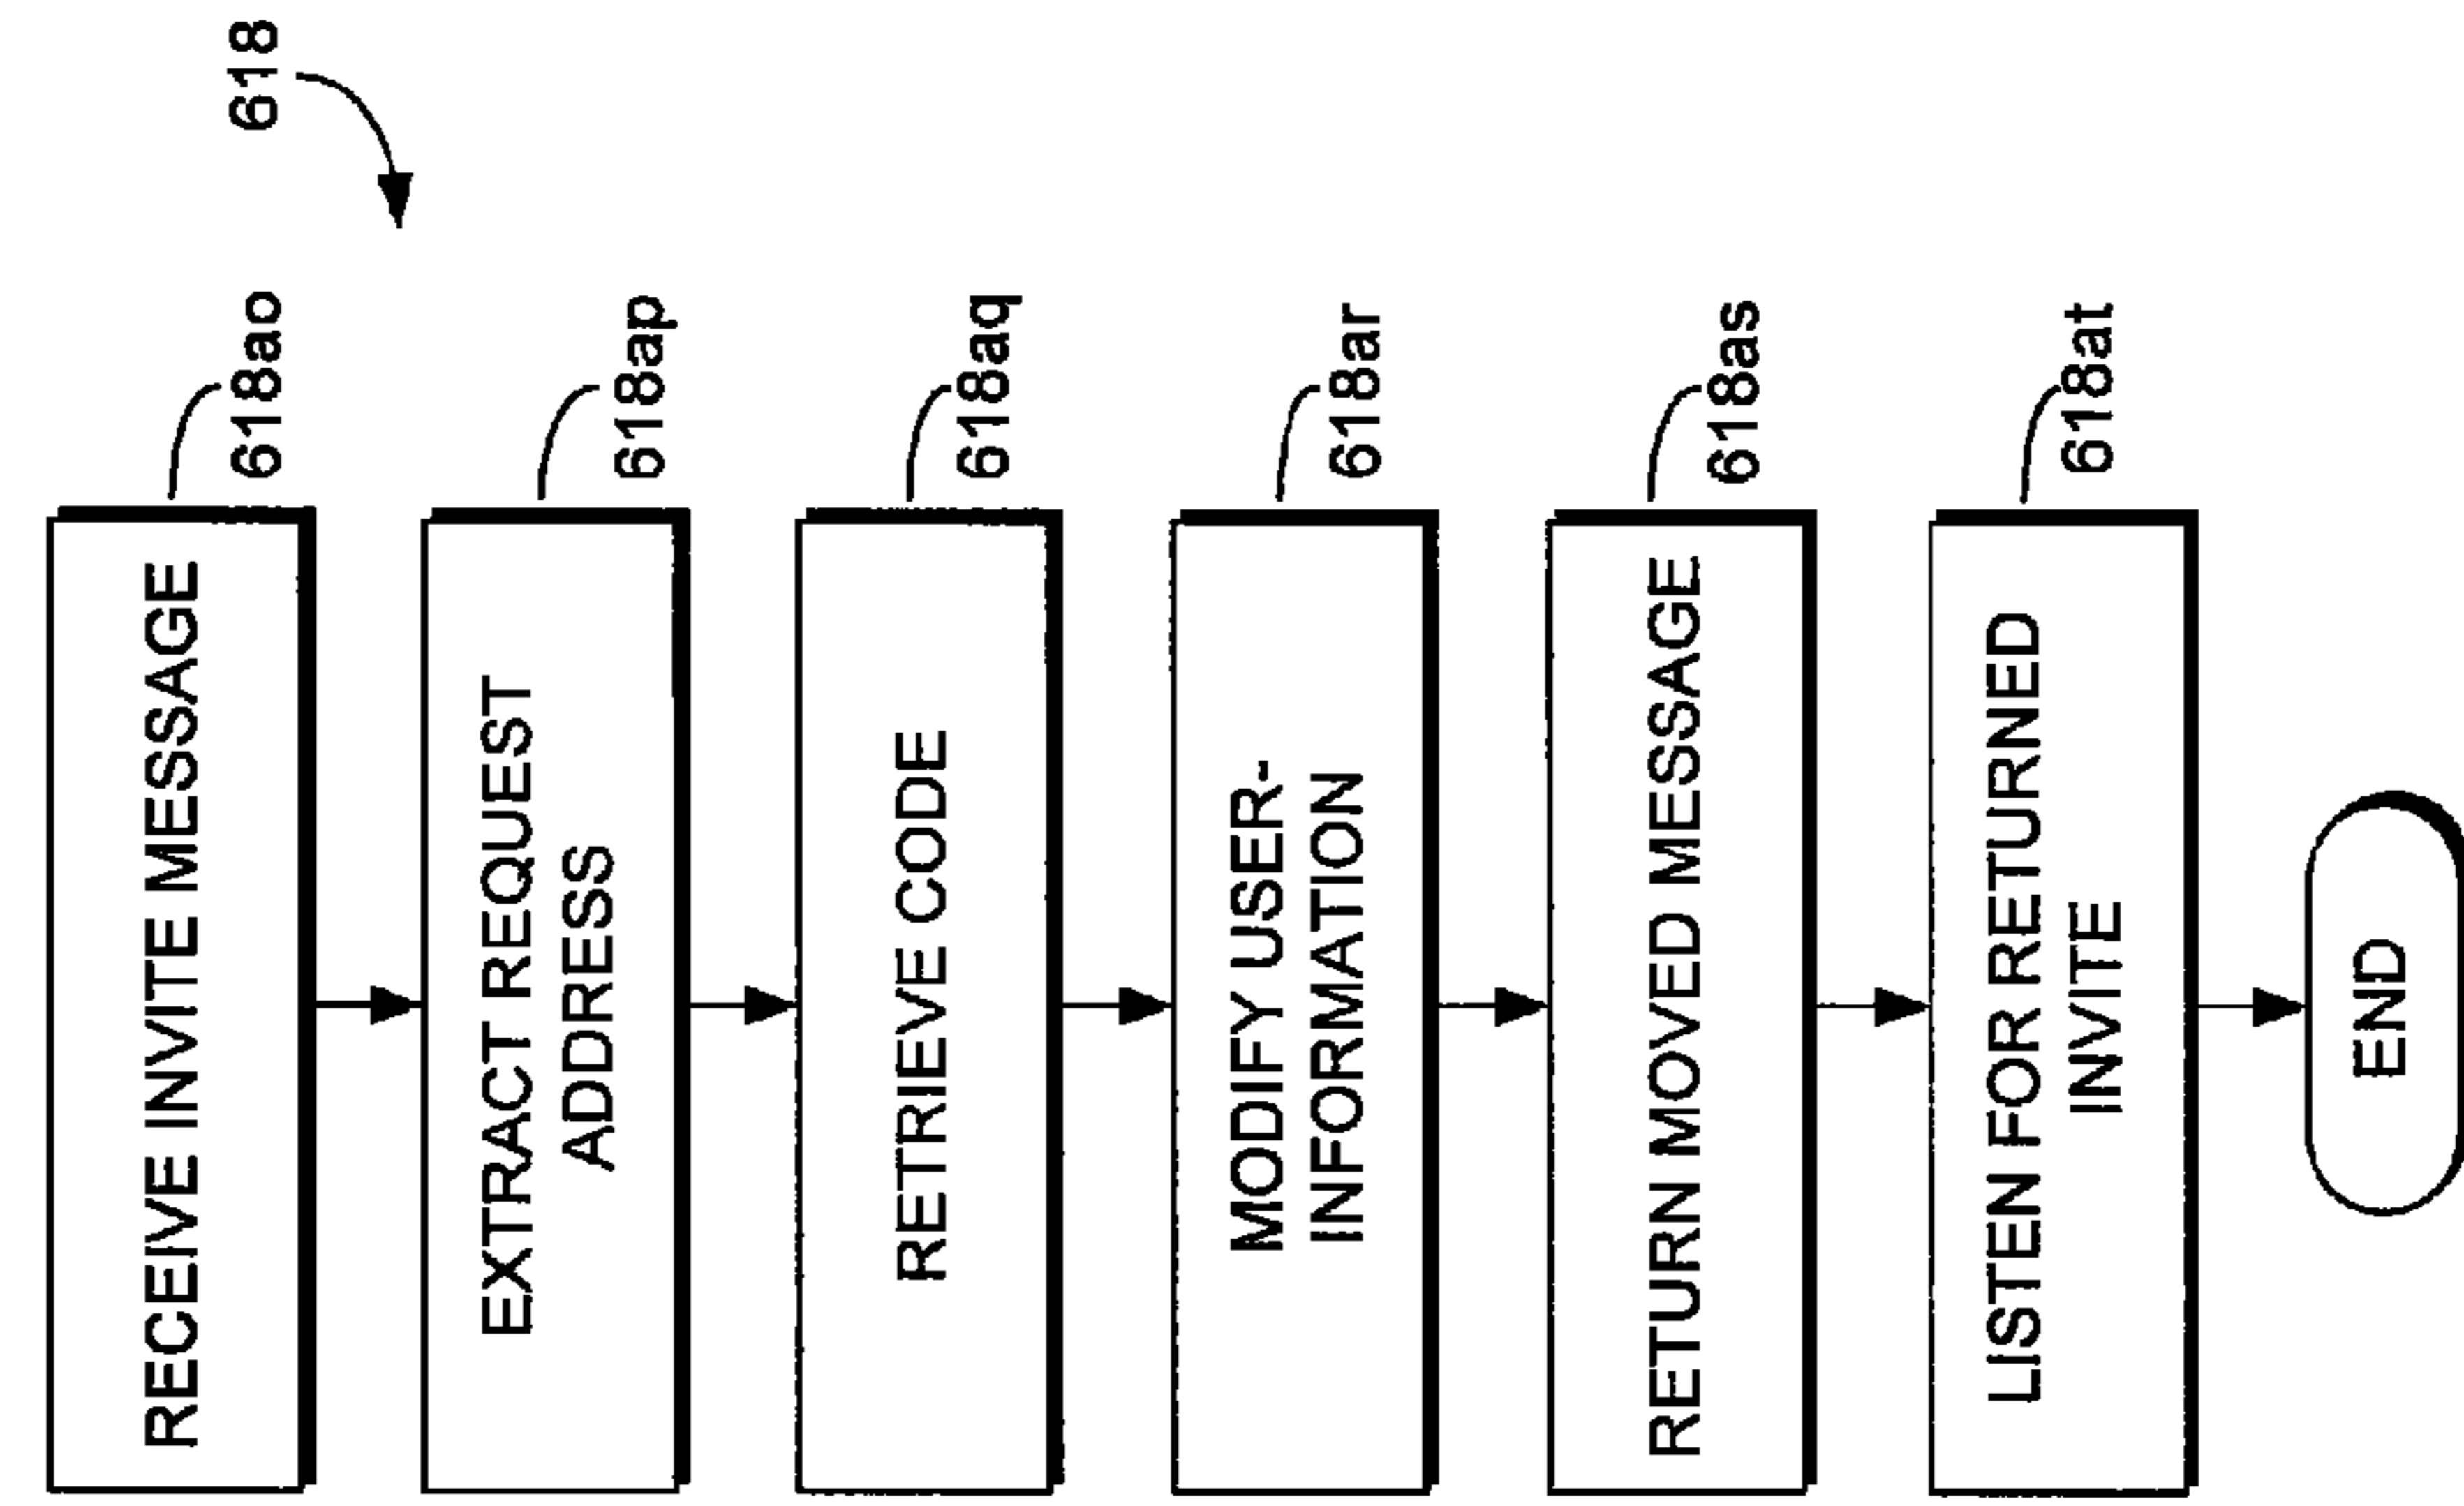 618
RECEIVE INVITE MESSAGE
618ao
EXTRACT REQUEST
ADDRESS
618ap
RETRIEVE CODE
618aq
MODIFY USER-
INFORMATION
618ar
RETURN MOVED MESSAGE
618as
LISTEN FOR RETURNED
INVITE
618at
END